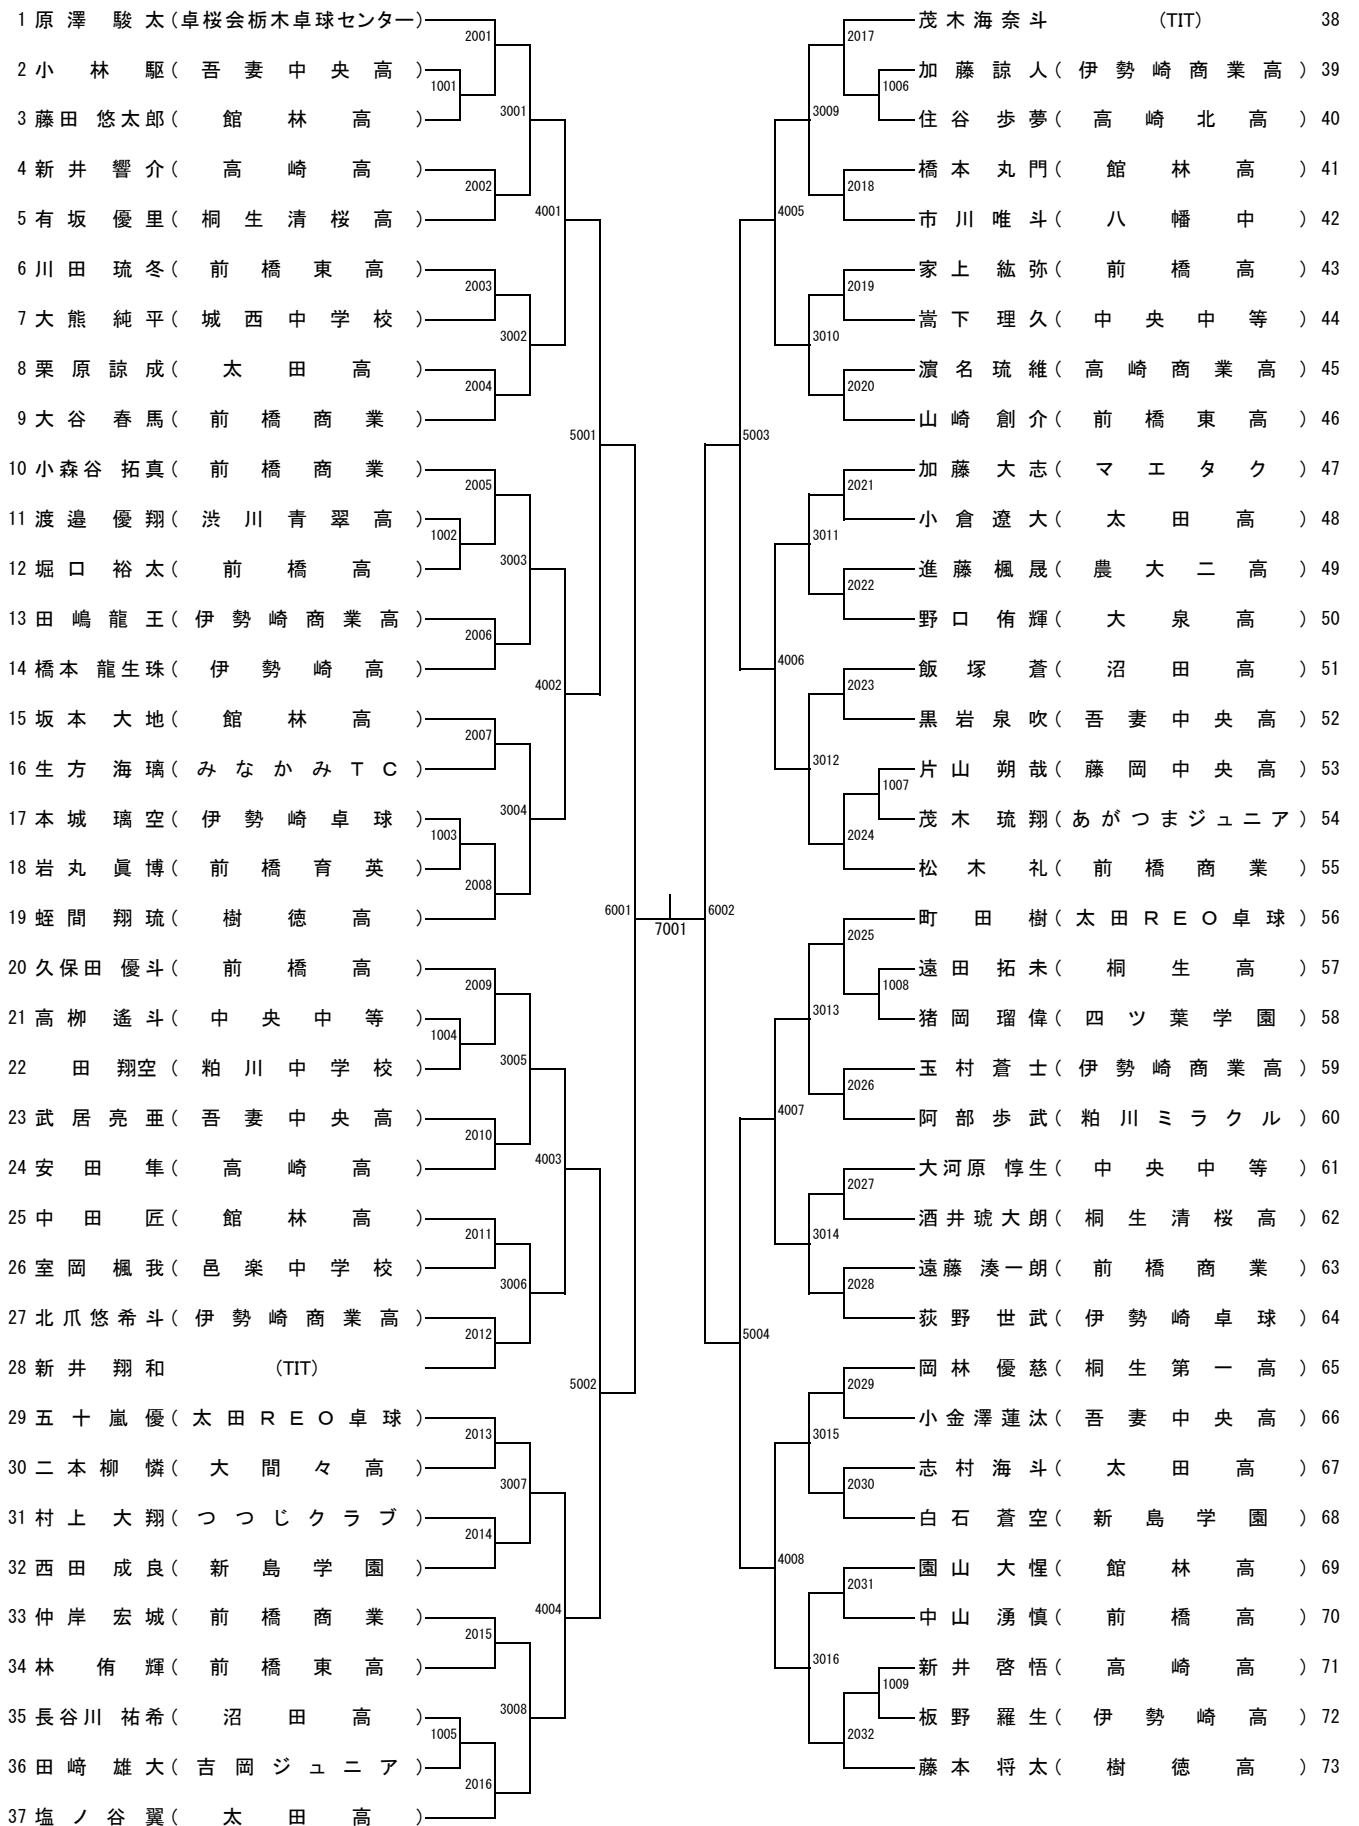 1 原澤 駿太 (卓桜会栃木卓球センター)
2 小林 駆 (吾妻中央高)
3 藤田 悠太郎 (館林高)
4 新井 響介 (高崎高)
5 有坂 優里 (桐生清桜高)
6 川田 琉冬 (前橋東高)
7 大熊 純平 (城西中学校)
8 栗原 諒成 (太田高)
9 大谷 春馬 (前橋商業)
10 小森谷 拓真 (前橋商業)
11 渡邉 優翔 (渋川青翠高)
12 堀口 裕太 (前橋高)
13 田嶋 龍王 (伊勢崎商業高)
14 橋本 龍生珠 (伊勢崎高)
15 坂本 大地 (館林高)
16 生方 海璃 (みなかみTC)
17 本城 璃空 (伊勢崎卓球)
18 岩丸 眞博 (前橋育英)
19 蛭間 翔琉 (樹徳高)
20 久保田 優斗 (前橋高)
21 高栁 遙斗 (中央中等)
22 田 翔空 (粕川中学校)
23 武居 亮亜 (吾妻中央高)
24 安田 隼 (高崎高)
25 中田 匠 (館林高)
26 室岡 楓我 (邑楽中学校)
27 北爪 悠希斗 (伊勢崎商業高)
28 新井 翔和 (TIT)
29 五十嵐 優 (太田REO卓球)
30 二本柳 憐 (大間々高)
31 村上 大翔 (つつじクラブ)
32 西田 成良 (新島学園)
33 仲岸 宏城 (前橋商業)
34 林 侑輝 (前橋東高)
35 長谷川 祐希 (沼田高)
36 田﨑 雄大 (吉岡ジュニア)
37 塩ノ谷 翼 (太田高)
1001
1002
1003
1004
1005
2001
2002
2003
2004
2005
2006
2007
2008
2009
2010
2011
2012
2013
2014
2015
2016
3001
3002
3003
3004
3005
3006
3007
3008
4001
4002
4003
4004
5001
5002
6001
7001
6002
5003
5004
4005
4006
4007
4008
3009
3010
3011
3012
3013
3014
3015
3016
2017
2018
2019
2020
2021
2022
2023
2024
2025
2026
2027
2028
2029
2030
2031
2032
1006
1007
1008
1009
茂木 海奈斗 (TIT) 38
加藤 諒人 (伊勢崎商業高) 39
住谷 歩夢 (高崎北高) 40
橋本 丸門 (館林高) 41
市川 唯斗 (八幡中) 42
家上 紘弥 (前橋高) 43
嵩下 理久 (中央中等) 44
濵名 琉維 (高崎商業高) 45
山崎 創介 (前橋東高) 46
加藤 大志 (マエタク) 47
小倉 遼大 (太田高) 48
進藤 楓晟 (農大二高) 49
野口 侑輝 (大泉高) 50
飯塚 蒼 (沼田高) 51
黒岩 泉吹 (吾妻中央高) 52
片山 朔哉 (藤岡中央高) 53
茂木 琉翔 (あがつまジュニア) 54
松木 礼 (前橋商業) 55
町田 樹 (太田REO卓球) 56
遠田 拓未 (桐生高) 57
猪岡 瑠偉 (四ツ葉学園) 58
玉村 蒼士 (伊勢崎商業高) 59
阿部 歩武 (粕川ミラクル) 60
大河原 惇生 (中央中等) 61
酒井 琥大朗 (桐生清桜高) 62
遠藤 湊一朗 (前橋商業) 63
荻野 世武 (伊勢崎卓球) 64
岡林 優慈 (桐生第一高) 65
小金澤 蓮汰 (吾妻中央高) 66
志村 海斗 (太田高) 67
白石 蒼空 (新島学園) 68
園山 大惺 (館林高) 69
中山 湧慎 (前橋高) 70
新井 啓悟 (高崎高) 71
板野 羅生 (伊勢崎高) 72
藤本 将太 (樹徳高) 73